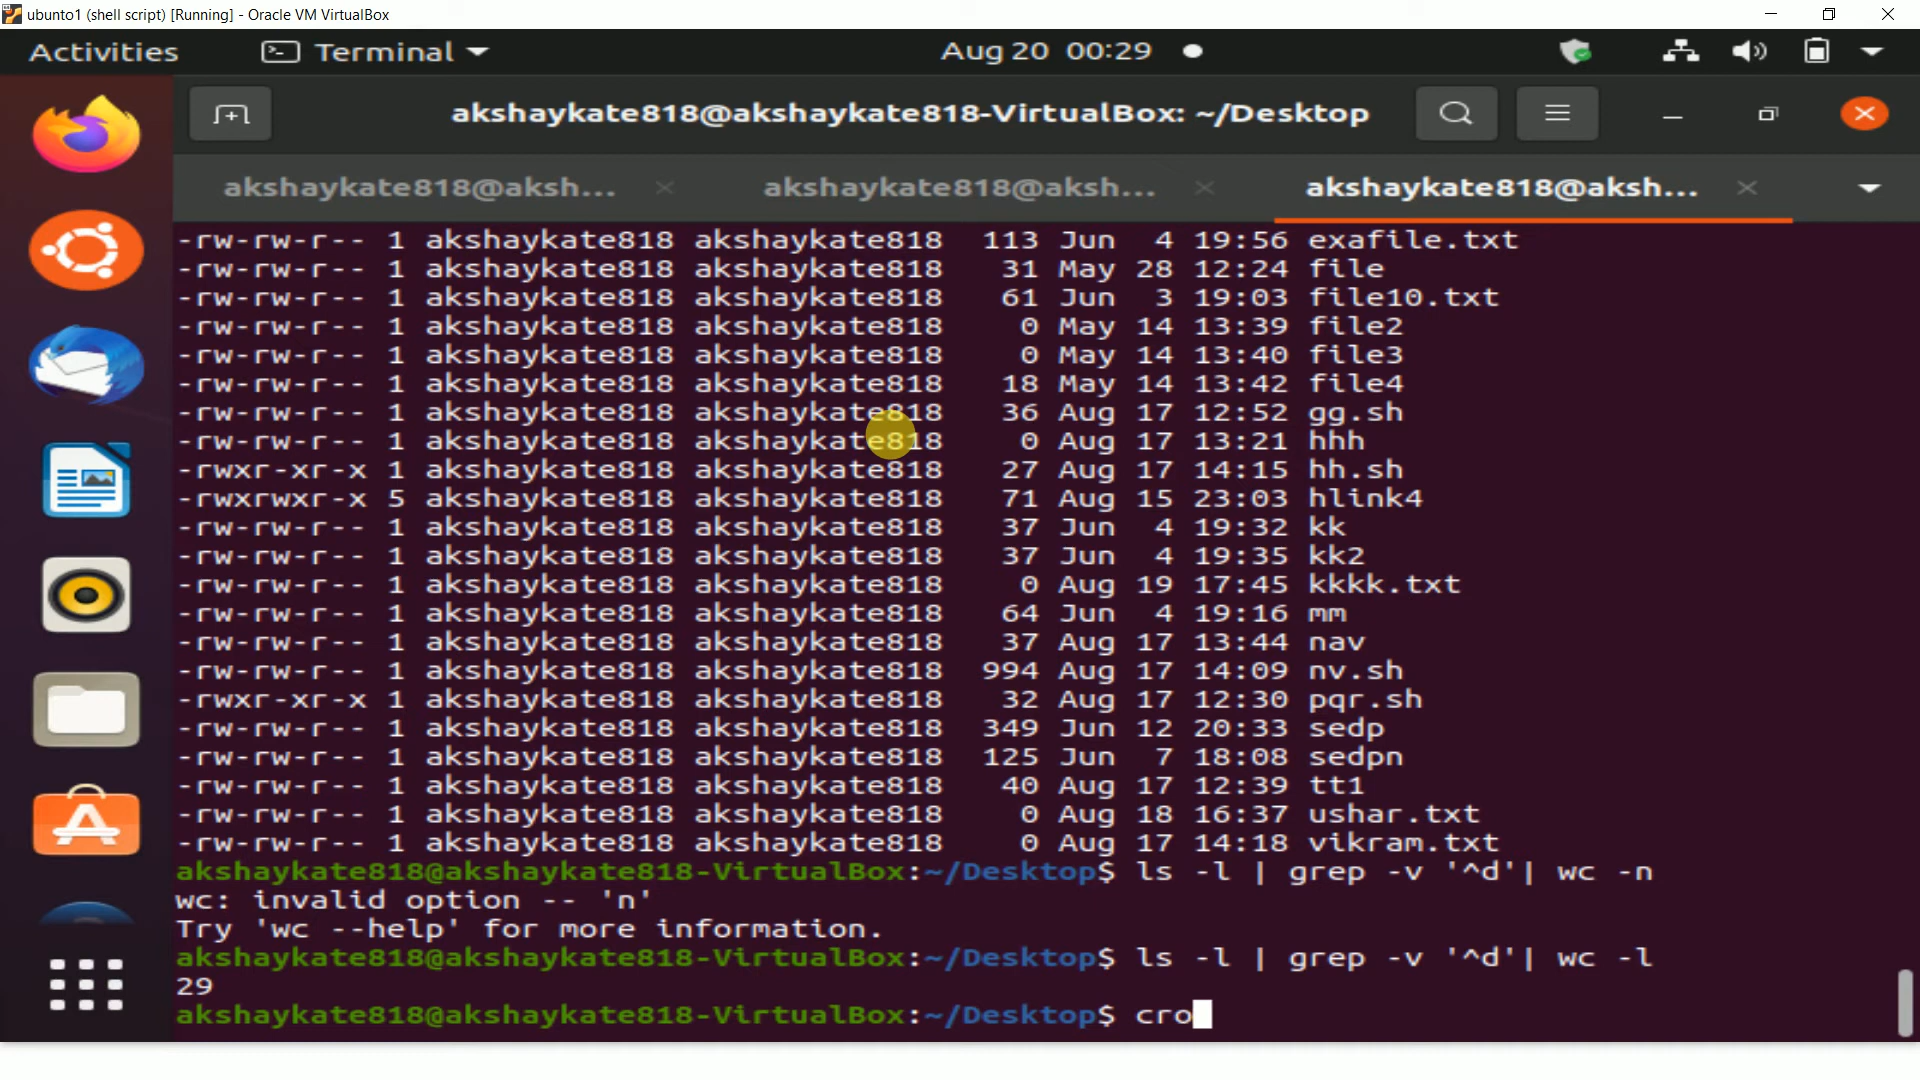 ubunto1 (shell script) [Running] - Oracle VM VirtualBox
Activities Terminal Aug 20 00:29
akshaykate818@akshaykate818-VirtualBox: ~/Desktop
akshaykate818@aksh... akshaykate818@aksh... akshaykate818@aksh...
-rw-rw-r-- 1 akshaykate818 akshaykate818  113 Jun  4 19:56 exafile.txt
-rw-rw-r-- 1 akshaykate818 akshaykate818   31 May 28 12:24 file
-rw-rw-r-- 1 akshaykate818 akshaykate818   61 Jun  3 19:03 file10.txt
-rw-rw-r-- 1 akshaykate818 akshaykate818    0 May 14 13:39 file2
-rw-rw-r-- 1 akshaykate818 akshaykate818    0 May 14 13:40 file3
-rw-rw-r-- 1 akshaykate818 akshaykate818   18 May 14 13:42 file4
-rw-rw-r-- 1 akshaykate818 akshaykate818   36 Aug 17 12:52 gg.sh
-rw-rw-r-- 1 akshaykate818 akshaykate818    0 Aug 17 13:21 hhh
-rwxr-xr-x 1 akshaykate818 akshaykate818   27 Aug 17 14:15 hh.sh
-rwxrwxr-x 5 akshaykate818 akshaykate818   71 Aug 15 23:03 hlink4
-rw-rw-r-- 1 akshaykate818 akshaykate818   37 Jun  4 19:32 kk
-rw-rw-r-- 1 akshaykate818 akshaykate818   37 Jun  4 19:35 kk2
-rw-rw-r-- 1 akshaykate818 akshaykate818    0 Aug 19 17:45 kkkk.txt
-rw-rw-r-- 1 akshaykate818 akshaykate818   64 Jun  4 19:16 mm
-rw-rw-r-- 1 akshaykate818 akshaykate818   37 Aug 17 13:44 nav
-rw-rw-r-- 1 akshaykate818 akshaykate818  994 Aug 17 14:09 nv.sh
-rwxr-xr-x 1 akshaykate818 akshaykate818   32 Aug 17 12:30 pqr.sh
-rw-rw-r-- 1 akshaykate818 akshaykate818  349 Jun 12 20:33 sedp
-rw-rw-r-- 1 akshaykate818 akshaykate818  125 Jun  7 18:08 sedpn
-rw-rw-r-- 1 akshaykate818 akshaykate818   40 Aug 17 12:39 tt1
-rw-rw-r-- 1 akshaykate818 akshaykate818    0 Aug 18 16:37 ushar.txt
-rw-rw-r-- 1 akshaykate818 akshaykate818    0 Aug 17 14:18 vikram.txt
akshaykate818@akshaykate818-VirtualBox:~/Desktop$ ls -l | grep -v '^d'| wc -n
wc: invalid option -- 'n'
Try 'wc --help' for more information.
akshaykate818@akshaykate818-VirtualBox:~/Desktop$ ls -l | grep -v '^d'| wc -l
29
akshaykate818@akshaykate818-VirtualBox:~/Desktop$ cro